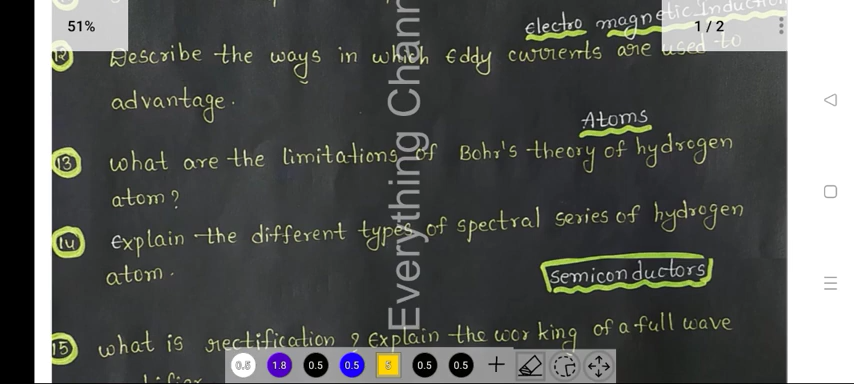 51%
electro magnetic Induction
1 / 2
12 Describe the ways in which Eddy currents are used to
advantage.
Atoms
13 what are the limitations of Bohr's theory of hydrogen
atom?
14 Explain the different types of spectral series of hydrogen
atom.
Semiconductors
15 what is rectification ? Explain the working of a full wave
Everything Chann
0.5 1.8 0.5 0.5 5 0.5 0.5